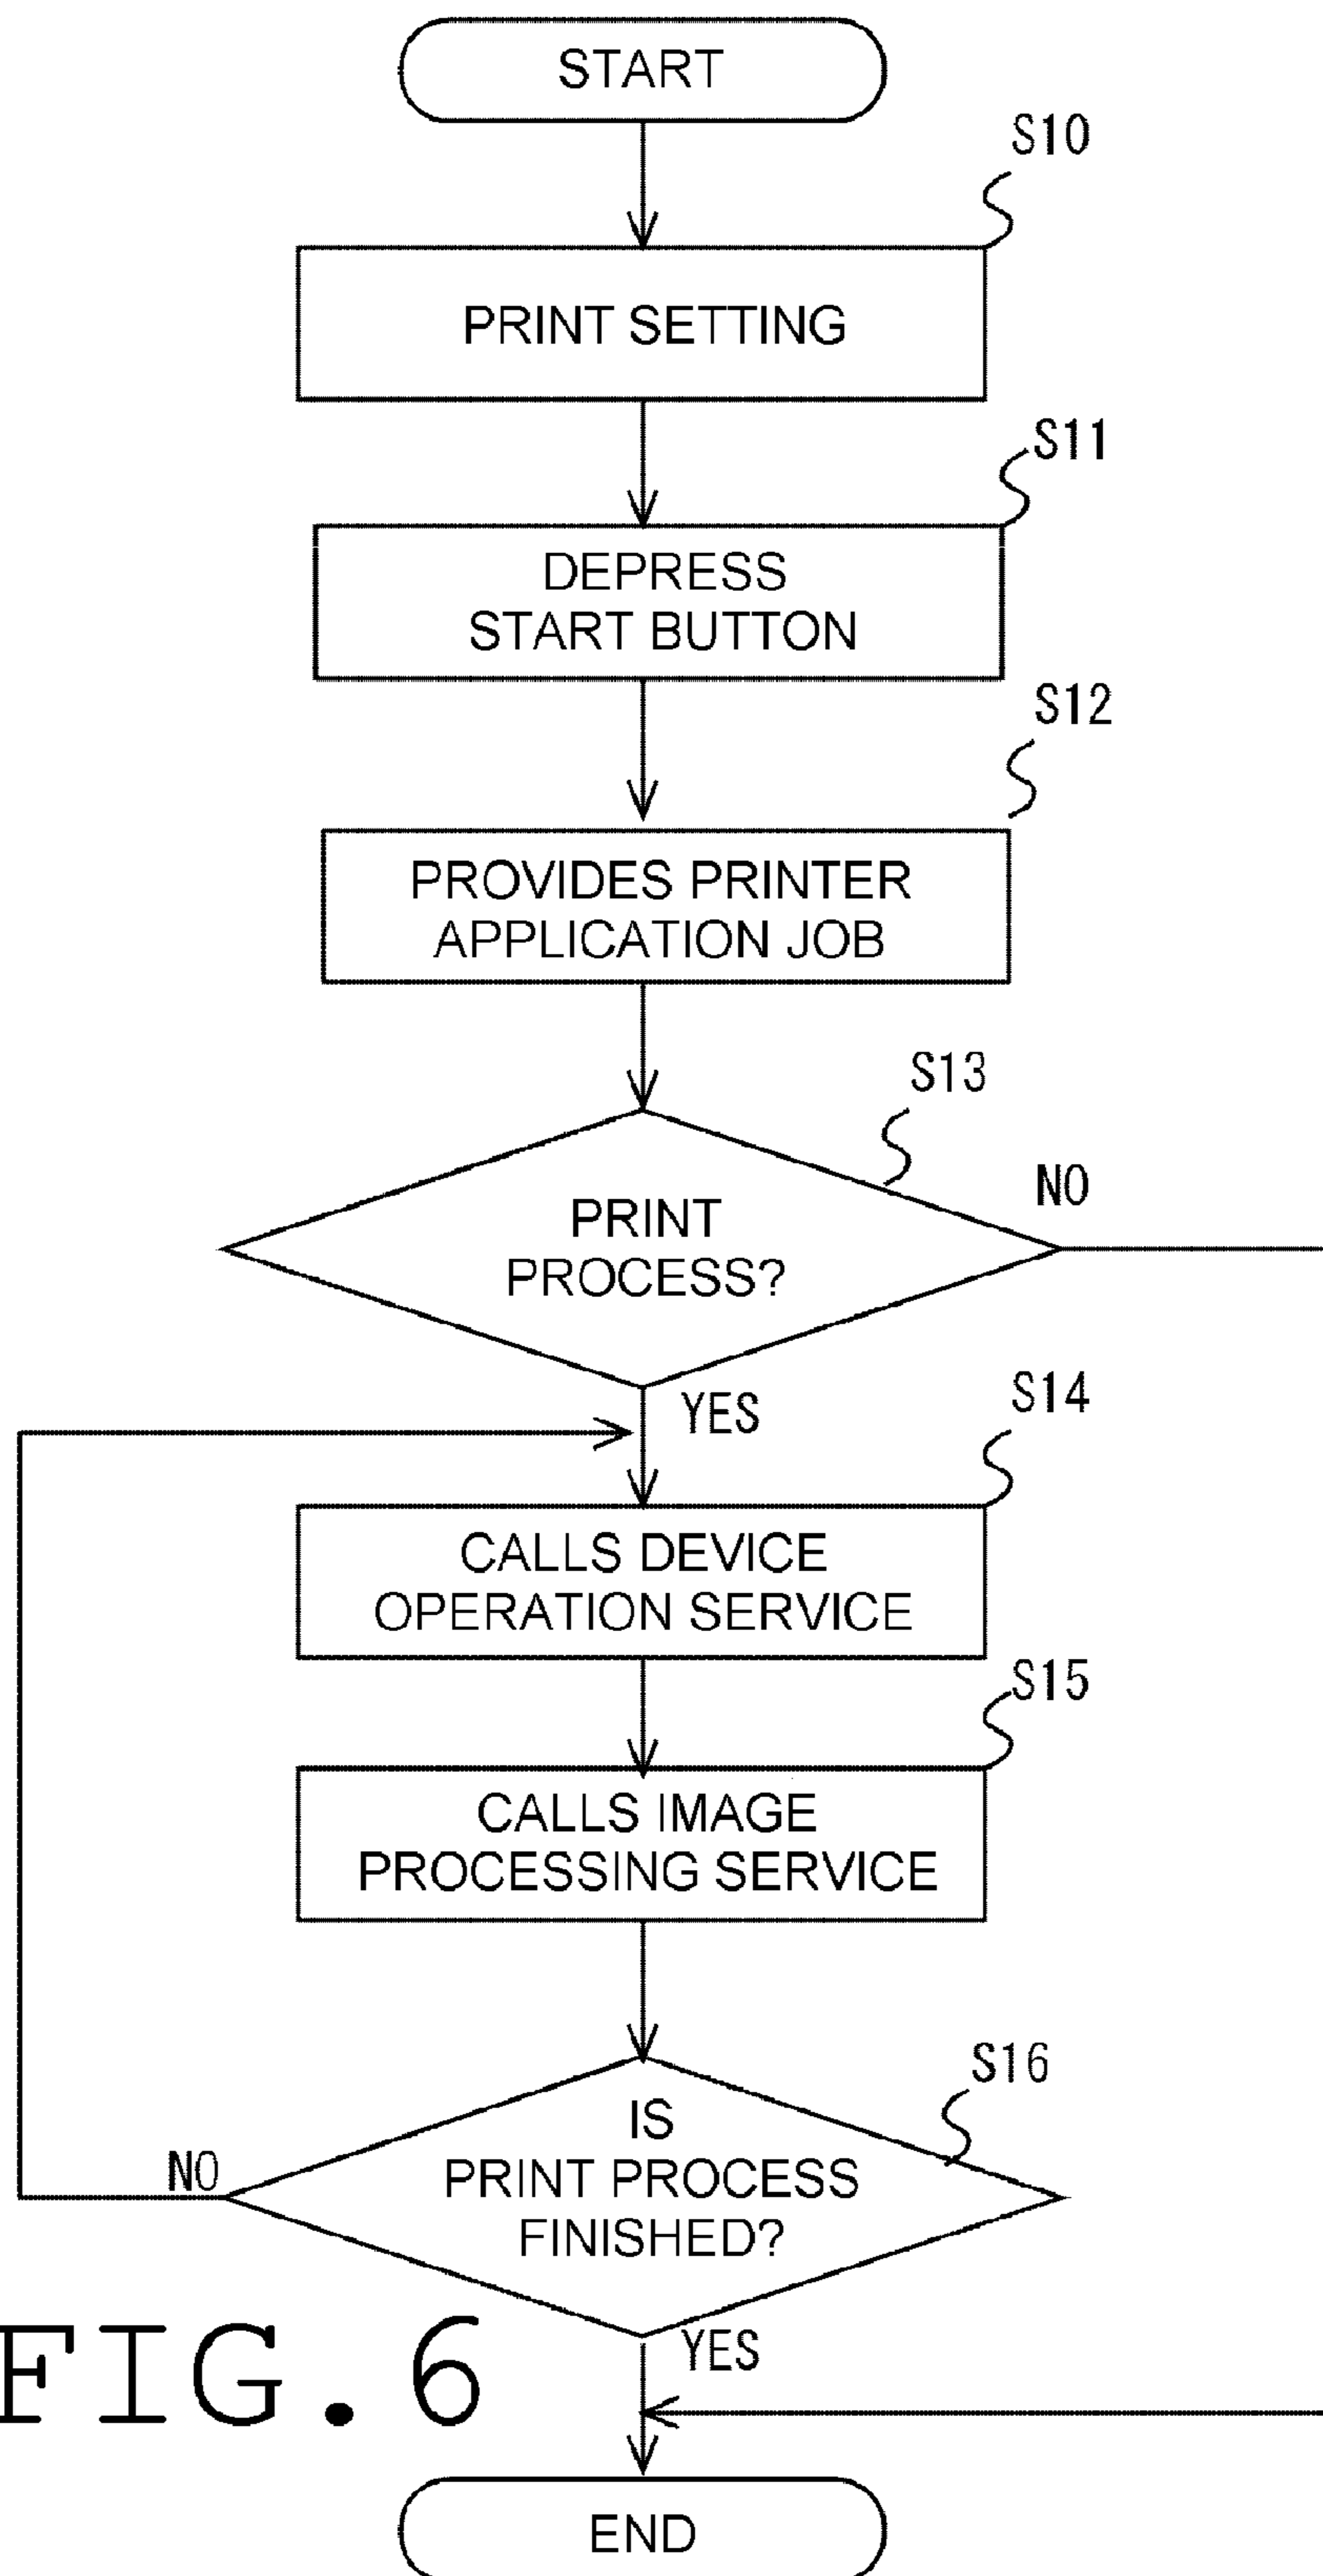 START
S10
PRINT SETTING
S11
DEPRESS
START BUTTON
S12
PROVIDES PRINTER
APPLICATION JOB
S13
NO
PRINT
PROCESS?
YES
S14
CALLS DEVICE
OPERATION SERVICE
S15
CALLS IMAGE
PROCESSING SERVICE
S16
IS
PRINT PROCESS
FINISHED?
NO
YES
FIG.6
END